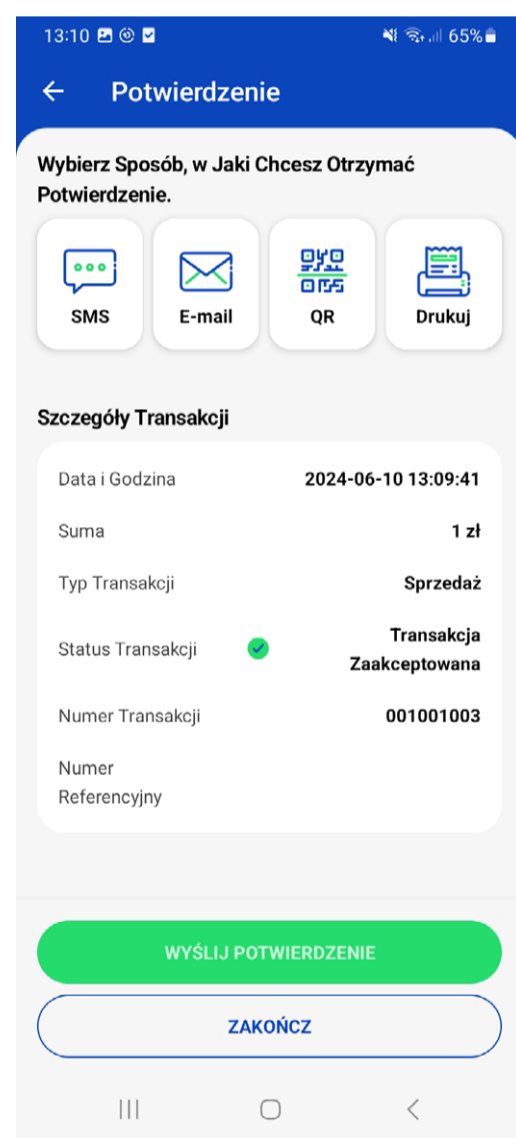 13:10 65%
Potwierdzenie
Wybierz Sposób, w Jaki Chcesz Otrzymać
Potwierdzenie.
SMS E-mail QR Drukuj
Szczegóły Transakcji
Data i Godzina 2024-06-10 13:09:41
Suma 1 zł
Typ Transakcji Sprzedaż
Status Transakcji Transakcja
Zaakceptowana
Numer Transakcji 001001003
Numer
Referencyjny
WYŚLIJ POTWIERDZENIE
ZAKOŃCZ